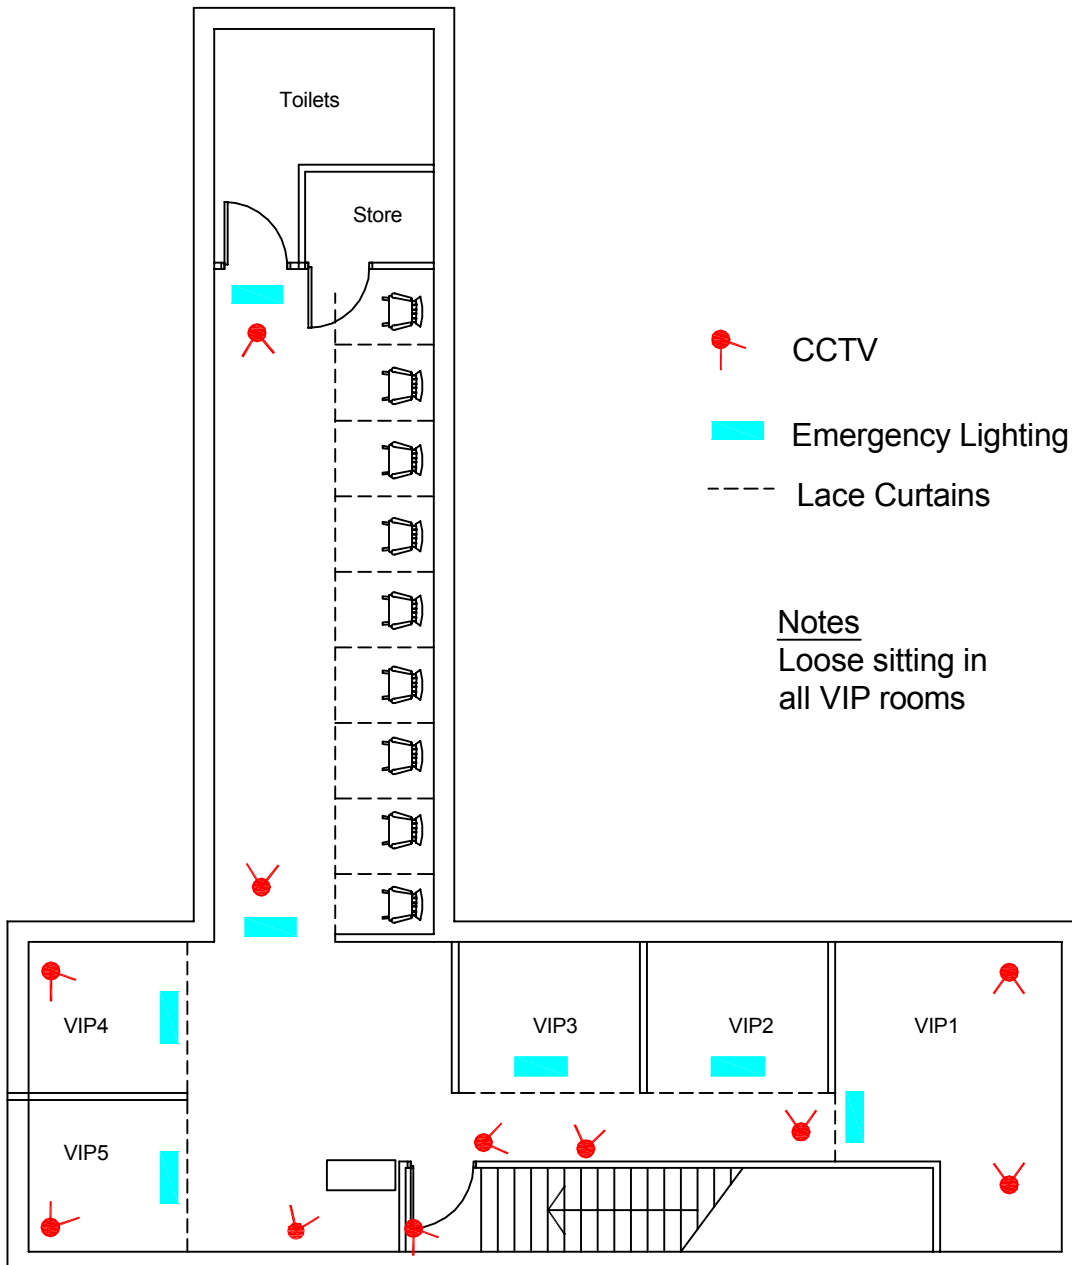 Toilets
Store
CCTV
Emergency Lighting
Lace Curtains
Notes
Loose sitting in
all VIP rooms
VIP4
VIP3
VIP2
VIP1
VIP5